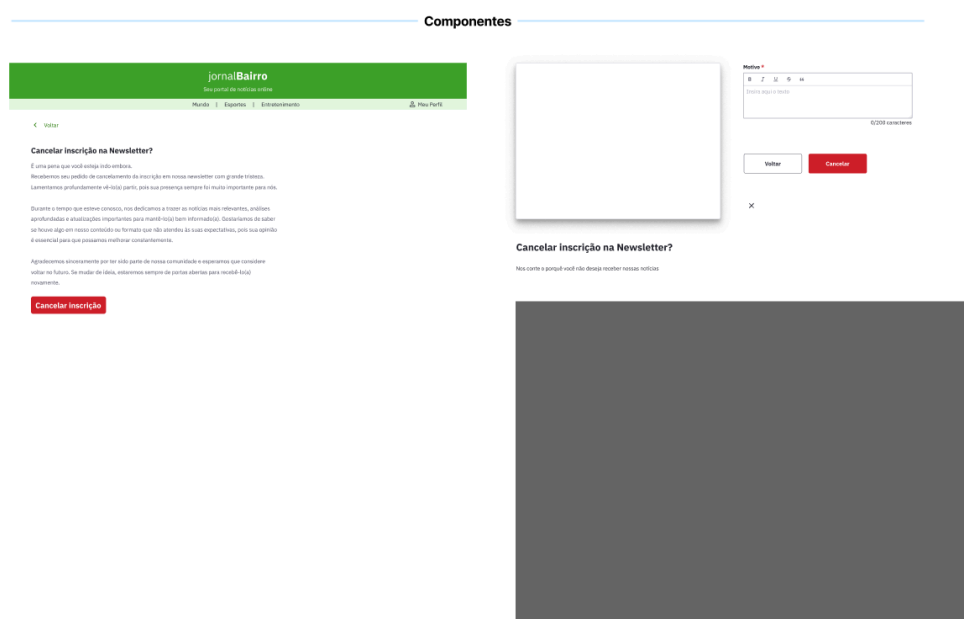 Componentes
jornalBairro
Seu portal de notícias online
Mundo | Esportes | Entretenimento
Meu Perfil
Voltar
Cancelar inscrição na Newsletter?
É uma pena que você esteja indo embora.
Recebemos seu pedido de cancelamento da inscrição em nossa newsletter com grande tristeza.
Lamentamos profundamente vê-lo(a) partir, pois sua presença sempre foi muito importante para nós.
Durante o tempo que esteve conosco, nos dedicamos a trazer as notícias mais relevantes, análises
aprofundadas e atualizações importantes para mantê-lo(a) bem informado(a). Gostaríamos de saber
se houve algo em nosso conteúdo ou formato que não atendeu às suas expectativas, pois sua opinião
é essencial para que possamos melhorar constantemente.
Agradecemos sinceramente por ter sido parte de nossa comunidade e esperamos que considere
voltar no futuro. Se mudar de ideia, estaremos sempre de portas abertas para recebê-lo(a)
novamente.
Cancelar inscrição
Motivo *
B I U S
Insira aqui o texto
0/200 caracteres
Voltar
Cancelar
Cancelar inscrição na Newsletter?
Nos conte o porquê você não deseja receber nossas notícias